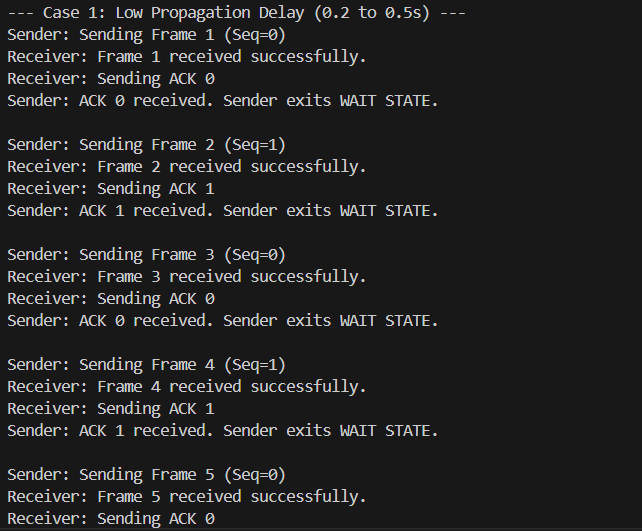 --- Case 1: Low Propagation Delay (0.2 to 0.5s) ---
Sender: Sending Frame 1 (Seq=0)
Receiver: Frame 1 received successfully.
Receiver: Sending ACK 0
Sender: ACK 0 received. Sender exits WAIT STATE.
Sender: Sending Frame 2 (Seq=1)
Receiver: Frame 2 received successfully.
Receiver: Sending ACK 1
Sender: ACK 1 received. Sender exits WAIT STATE.
Sender: Sending Frame 3 (Seq=0)
Receiver: Frame 3 received successfully.
Receiver: Sending ACK 0
Sender: ACK 0 received. Sender exits WAIT STATE.
Sender: Sending Frame 4 (Seq=1)
Receiver: Frame 4 received successfully.
Receiver: Sending ACK 1
Sender: ACK 1 received. Sender exits WAIT STATE.
Sender: Sending Frame 5 (Seq=0)
Receiver: Frame 5 received successfully.
Receiver: Sending ACK 0